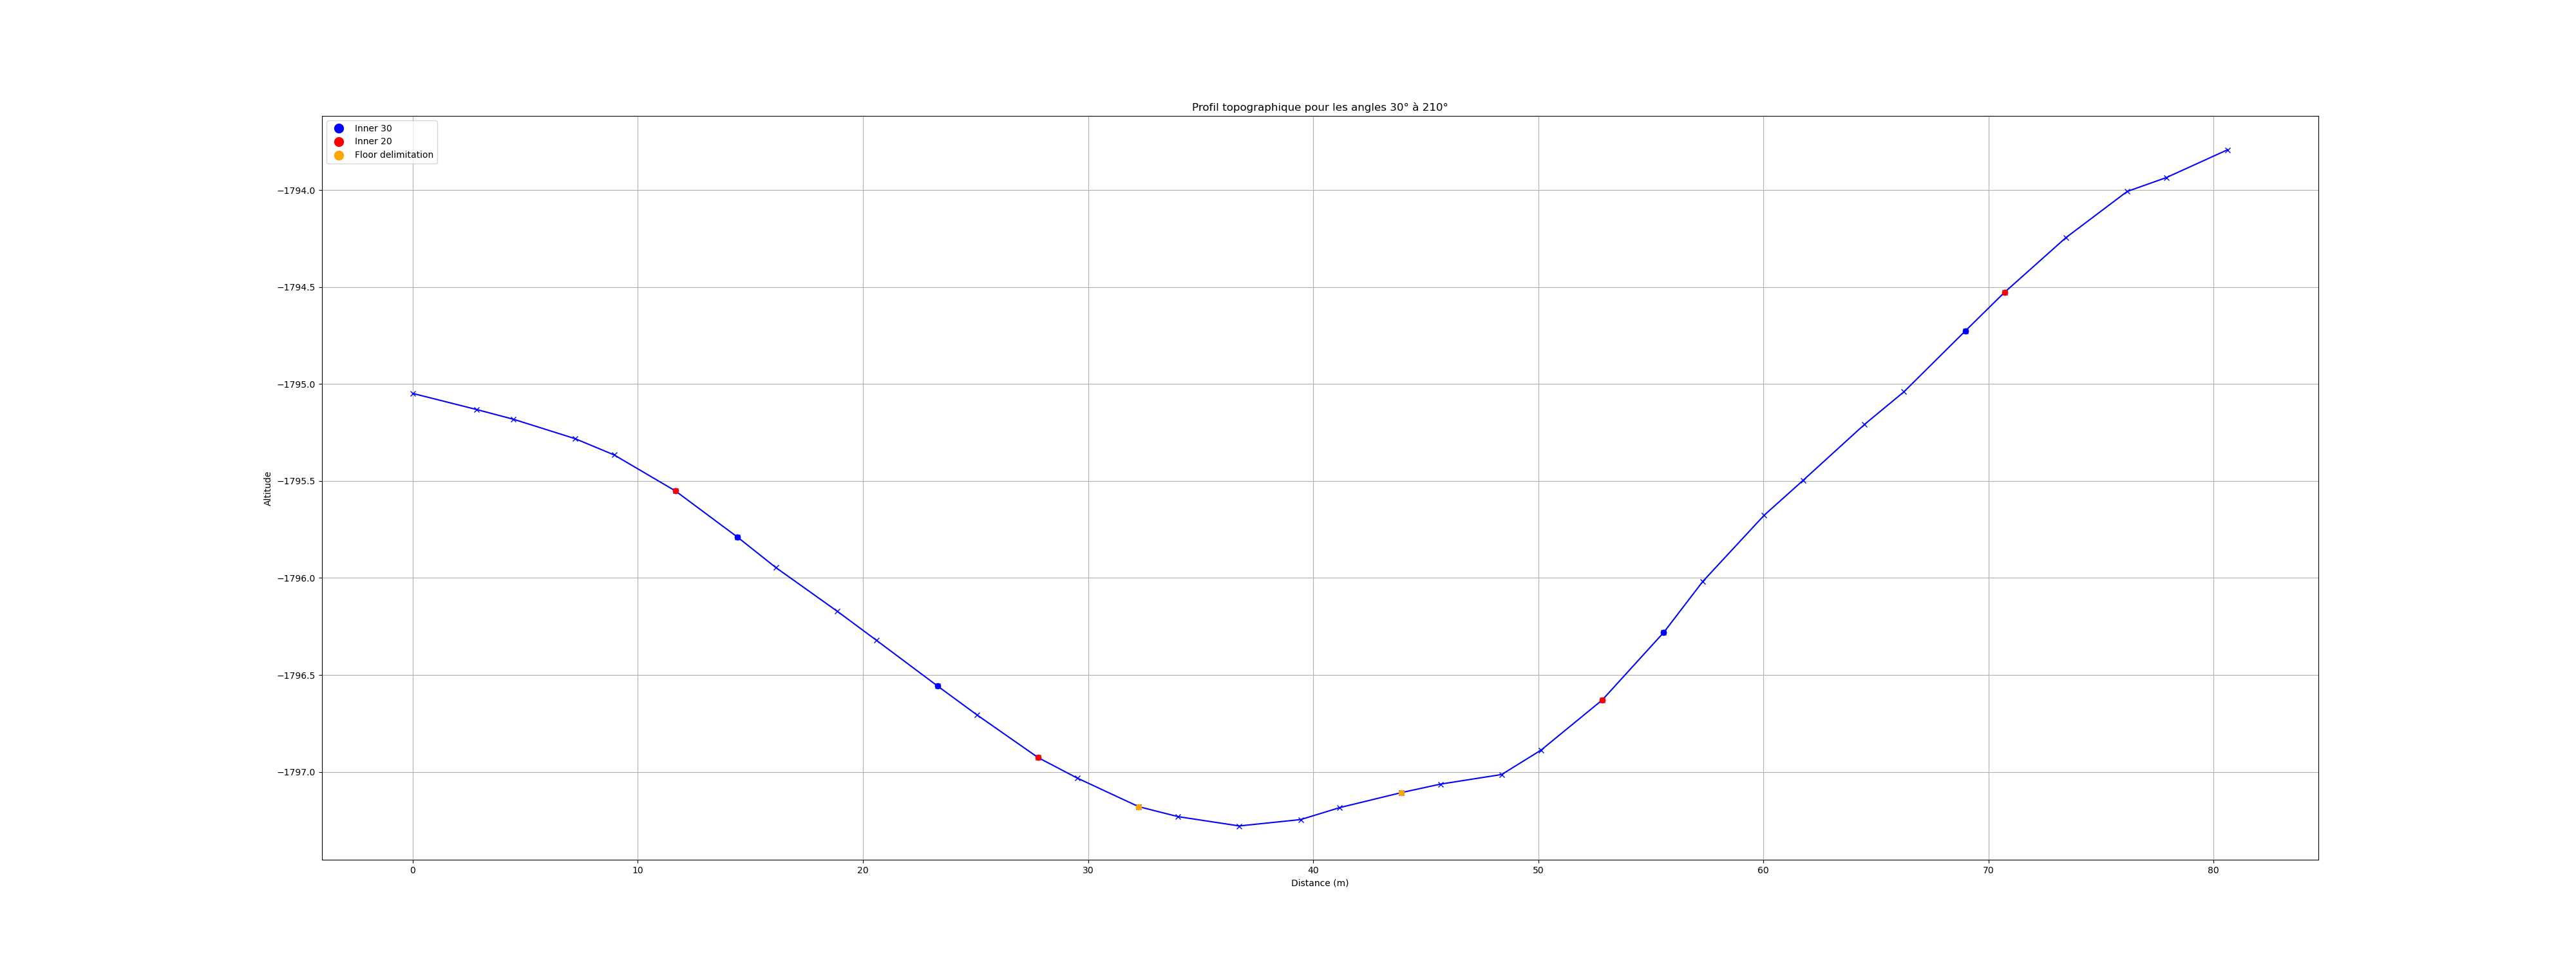 Profil topographique pour les angles 30° à 210°
Inner 30
Inner 20
Floor delimitation
−1794.0
−1794.5
−1795.0
−1795.5
−1796.0
−1796.5
−1797.0
Altitude
0 10 20 30 40 50 60 70 80
Distance (m)